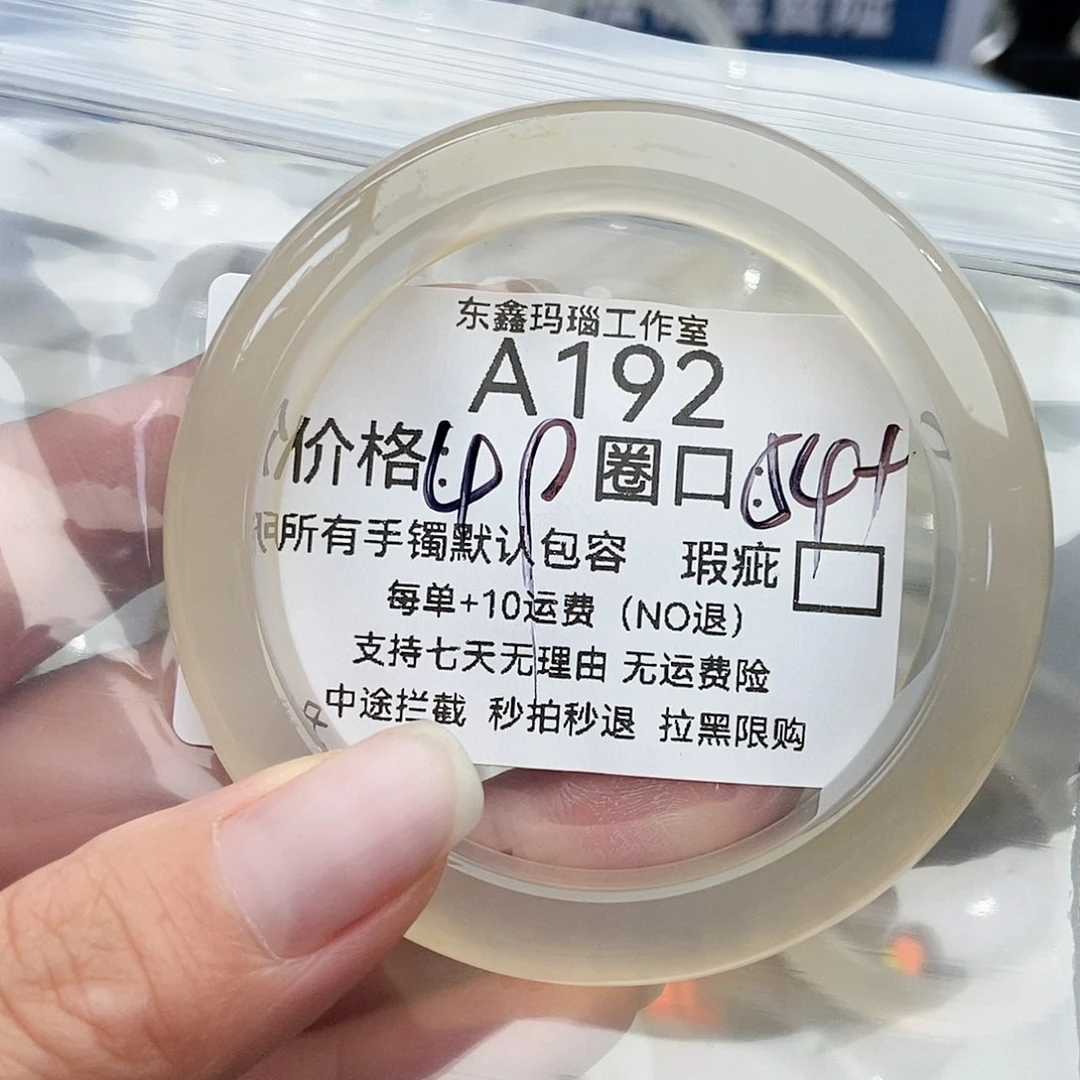 东鑫玛瑙工作室
A192
价格: 圈口:54+
所有手镯默认包容 瑕疵
每单+10运费（NO退）
支持七天无理由 无运费险
中途拦截 秒拍秒退 拉黑限购